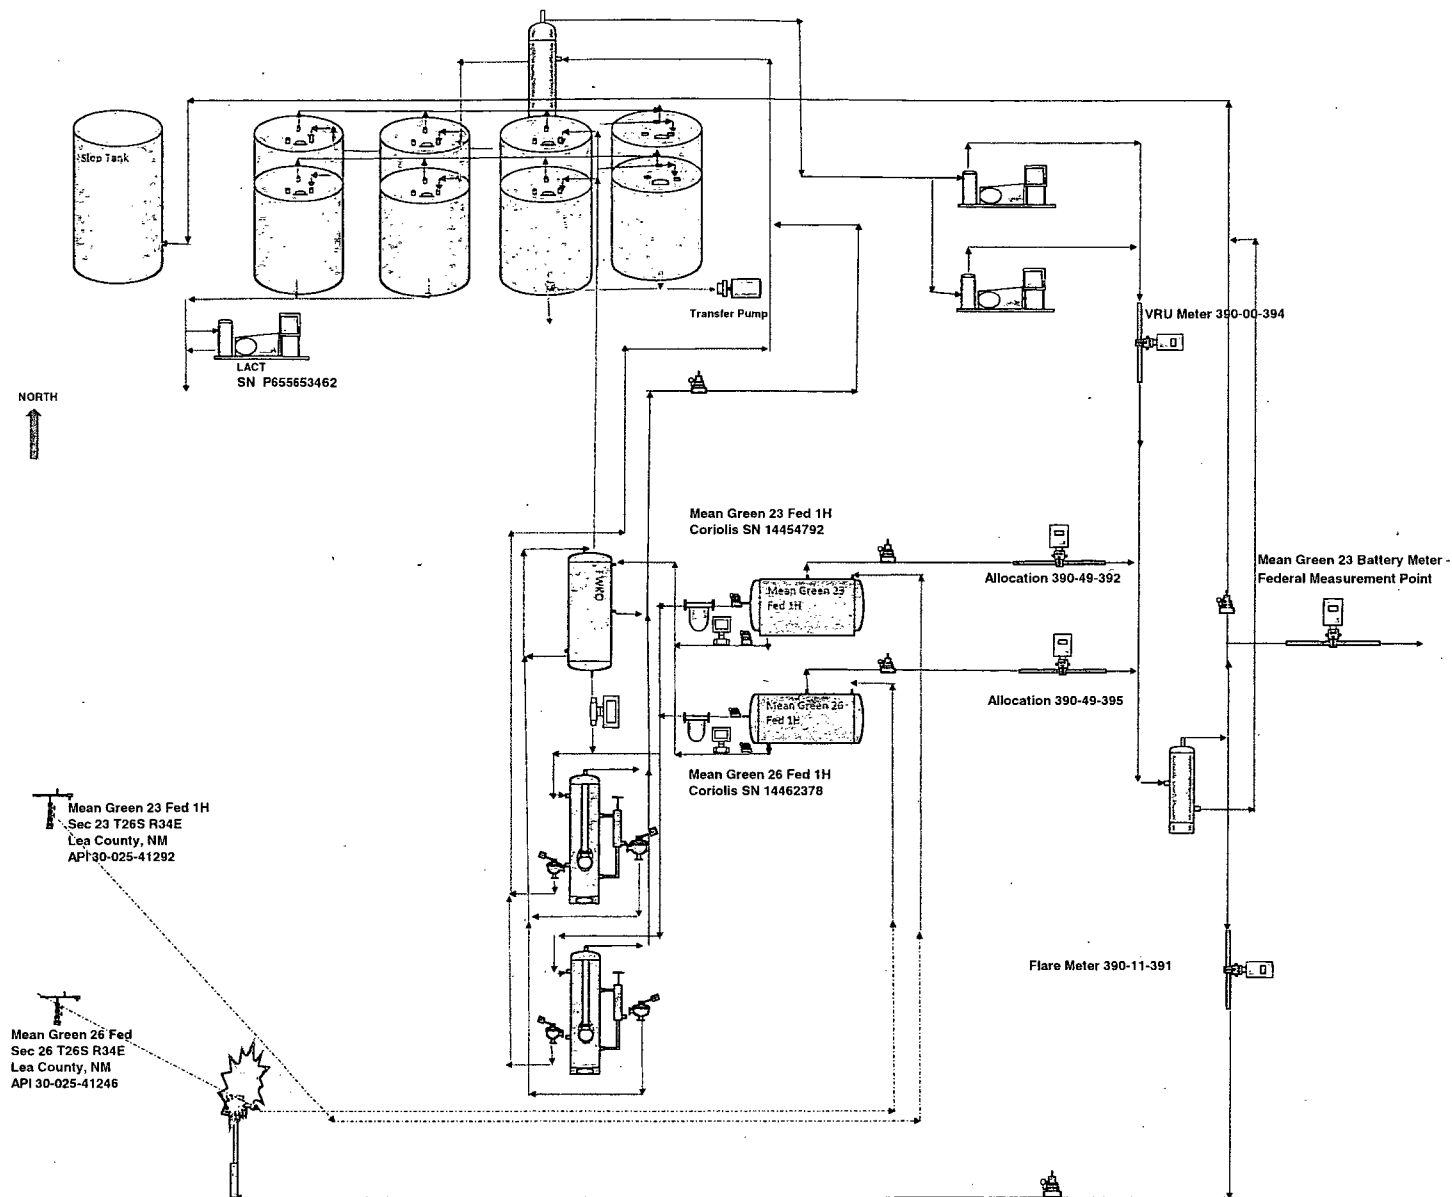 Slop Tank
Transfer Pump
VRU Meter 390-00-394
LACT
SN P655653462
NORTH
Mean Green 23 Fed 1H
Coriolis SN 14454792
Mean Green 23 Battery Meter -
Federal Measurement Point
FWKO
Mean Green 23
Fed 1H
Allocation 390-49-392
Mean Green 26
Fed 1H
Allocation 390-49-395
Mean Green 26 Fed 1H
Coriolis SN 14462378
Mean Green 23 Fed 1H
Sec 23 T26S R34E
Lea County, NM
API 30-025-41292
Flare Meter 390-11-391
Mean Green 26 Fed
Sec 26 T26S R34E
Lea County, NM
API 30-025-41246